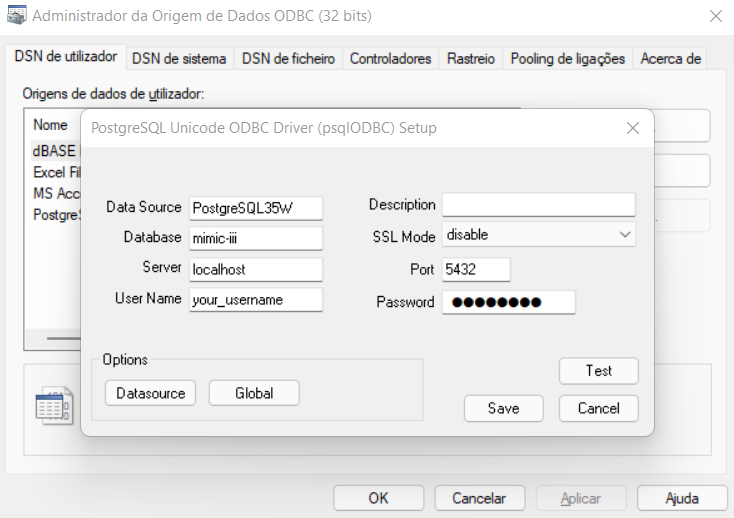 Administrador da Origem de Dados ODBC (32 bits)
DSN de utilizador
DSN de sistema
DSN de ficheiro
Controladores
Rastreio
Pooling de ligações
Acerca de
Origens de dados de utilizador:
Nome
dBASE
Excel Fil
MS Acc
Postgre
PostgreSQL Unicode ODBC Driver (psqlODBC) Setup
Data Source PostgreSQL35W
Description
Database mimic-iii
SSL Mode disable
Server localhost
Port 5432
User Name your_username
Password ●●●●●●●●
Options
Datasource
Global
Test
Save
Cancel
OK
Cancelar
Aplicar
Ajuda